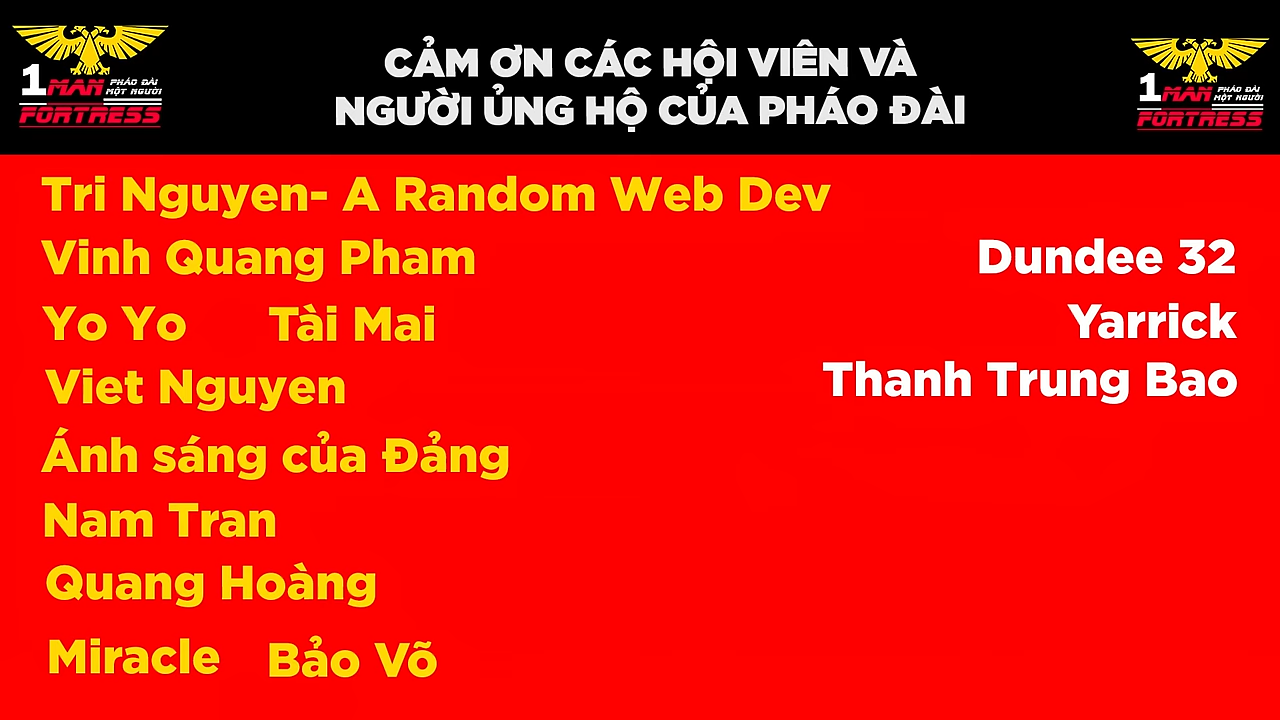 1MAN PHÁO ĐÀI
MỘT NGƯỜI
FORTRESS
CẢM ƠN CÁC HỘI VIÊN VÀ
NGƯỜI ỦNG HỘ CỦA PHÁO ĐÀI
1MAN PHÁO ĐÀI
MỘT NGƯỜI
FORTRESS
Tri Nguyen- A Random Web Dev
Vinh Quang Pham
Yo Yo Tài Mai
Viet Nguyen
Ánh sáng của Đảng
Nam Tran
Quang Hoàng
Miracle Bảo Võ
Dundee 32
Yarrick
Thanh Trung Bao